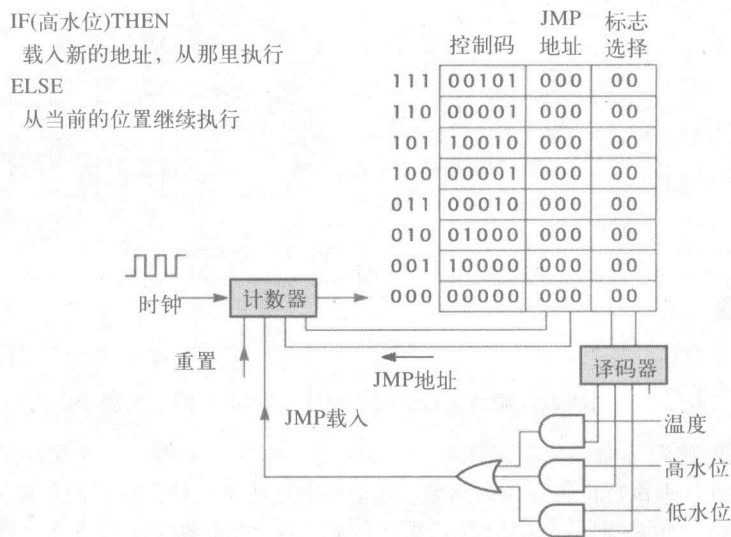 IF(高水位)THEN
载入新的地址，从那里执行
ELSE
从当前的位置继续执行
控制码
JMP
地址
标志
选择
111 00101 000 00
110 00001 000 00
101 10010 000 00
100 00001 000 00
011 00010 000 00
010 01000 000 00
001 10000 000 00
000 00000 000 00
时钟
计数器
重置
JMP地址
译码器
JMP载入
温度
高水位
低水位